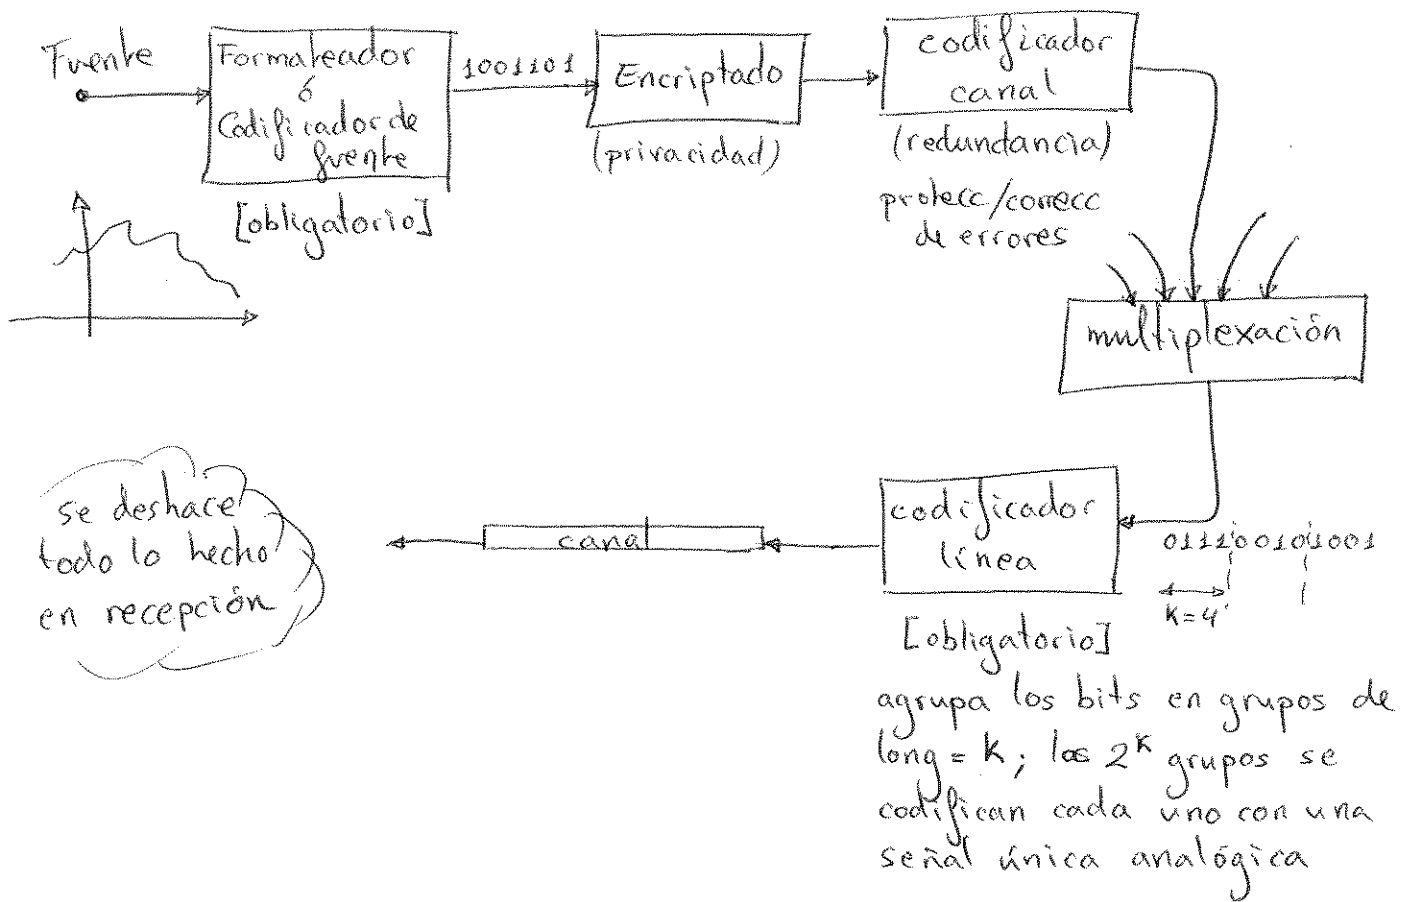 Fuente
Formateador
ó
Codificador de
fuente
[obligatorio]
1001101
Encriptado
(privacidad)
codificador
canal
(redundancia)
protecc/correcc
de errores
multiplexación
codificador
línea
[obligatorio]
011100101001
K=4
agrupa los bits en grupos de
long = K; los 2^K grupos se
codifican cada uno con una
señal única analógica
canal
se deshace
todo lo hecho
en recepción